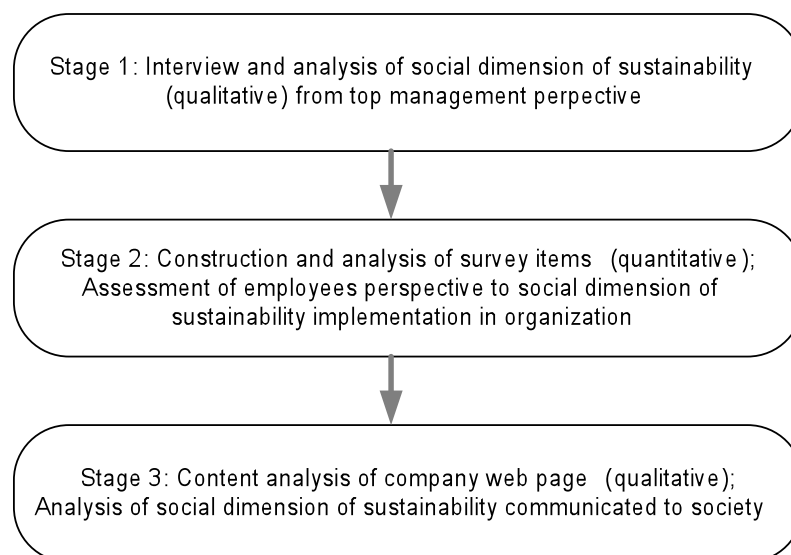 Stage 1: Interview and analysis of social dimension of sustainability
(qualitative) from top management perpective
Stage 2: Construction and analysis of survey items (quantitative);
Assessment of employees perspective to social dimension of
sustainability implementation in organization
Stage 3: Content analysis of company web page (qualitative);
Analysis of social dimension of sustainability communicated to society